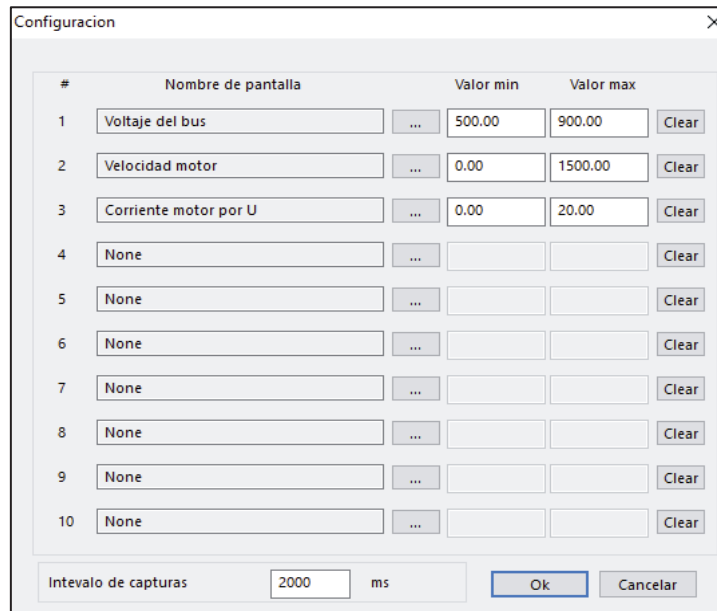 Configuracion
# Nombre de pantalla Valor min Valor max
1 Voltaje del bus ... 500.00 900.00 Clear
2 Velocidad motor ... 0.00 1500.00 Clear
3 Corriente motor por U ... 0.00 20.00 Clear
4 None ... Clear
5 None ... Clear
6 None ... Clear
7 None ... Clear
8 None ... Clear
9 None ... Clear
10 None ... Clear
Intevalo de capturas 2000 ms Ok Cancelar